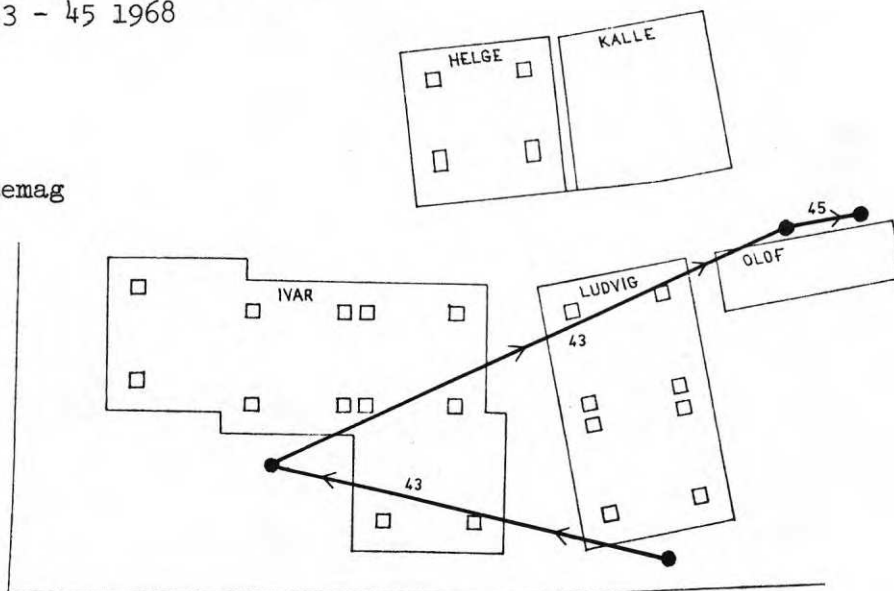 3 - 45 1968
HELGE
KALLE
emag
45
OLOF
IVAR
LUDVIG
43
43